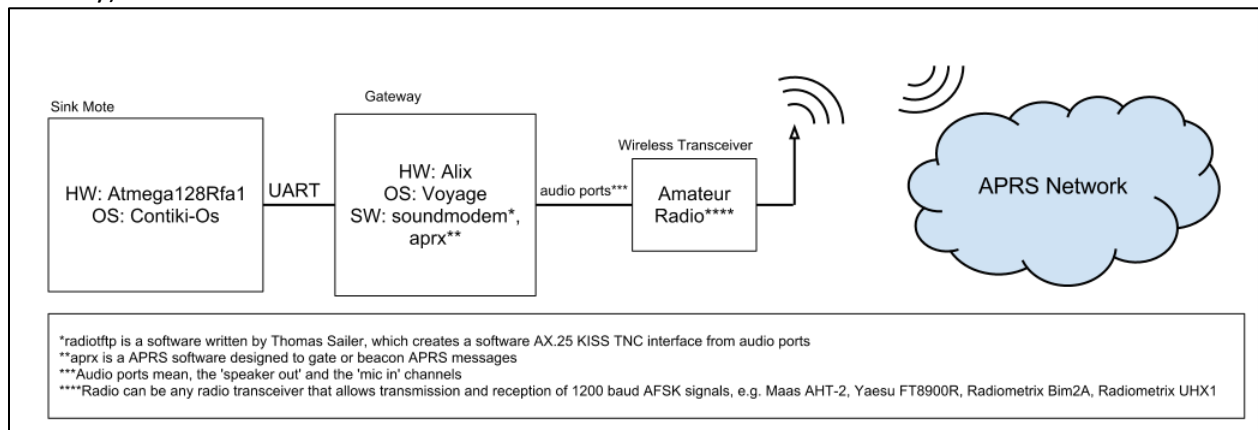 Sink Mote
HW: Atmega128Rfa1
OS: Contiki-Os
UART
Gateway
HW: Alix
OS: Voyage
SW: soundmodem*,
aprx**
audio ports***
Wireless Transceiver
Amateur
Radio****
APRS Network
*radiotftp is a software written by Thomas Sailer, which creates a software AX.25 KISS TNC interface from audio ports
**aprx is a APRS software designed to gate or beacon APRS messages
***Audio ports mean, the 'speaker out' and the 'mic in' channels
****Radio can be any radio transceiver that allows transmission and reception of 1200 baud AFSK signals, e.g. Maas AHT-2, Yaesu FT8900R, Radiometrix Bim2A, Radiometrix UHX1